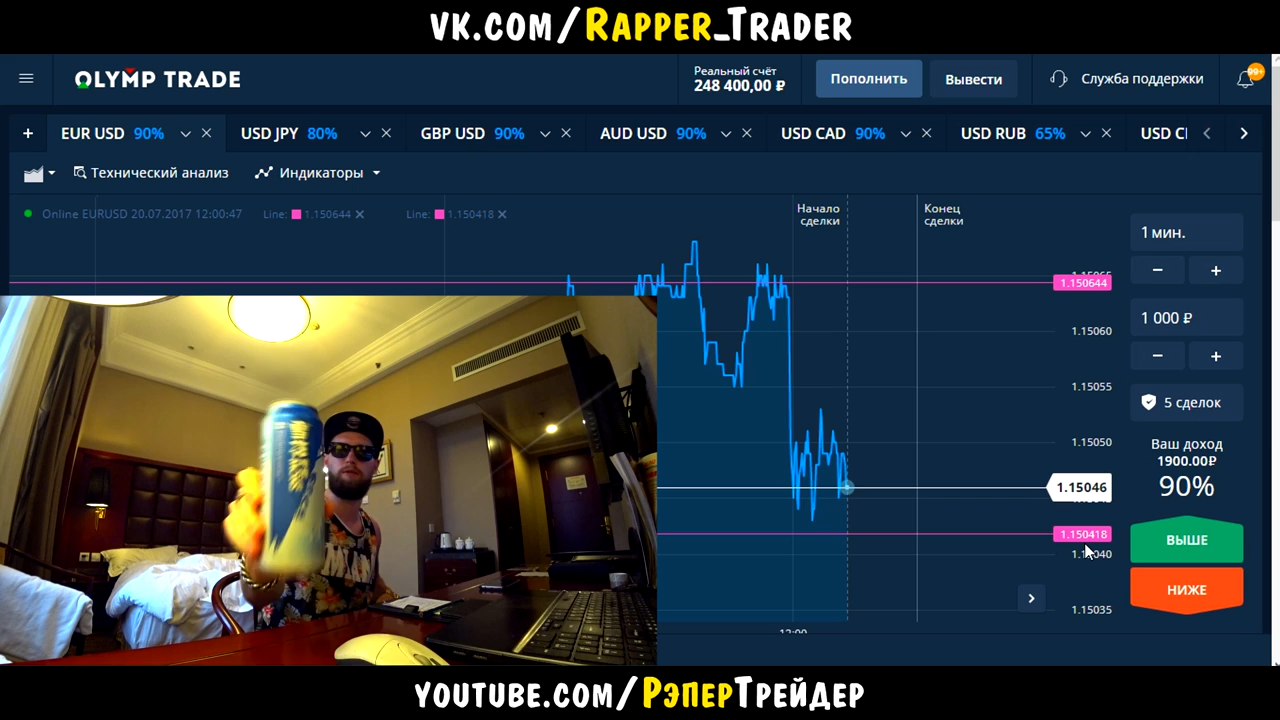 vk.com/Rapper_Trader
OLYMP TRADE
Реальный счёт
248 400,00 ₽
Пополнить
Вывести
Служба поддержки
99+
+ EUR USD 90% USD JPY 80% GBP USD 90% AUD USD 90% USD CAD 90% USD RUB 65% USD C
Технический анализ
Индикаторы
Online EURUSD 20.07.2017 12:00:47 Line: 1.150644 Line: 1.150418
Начало
сделки
Конец
сделки
1.150644
1.15060
1.15055
1.15050
1.15046
1.150418
1.15040
1.15035
12:00
1 мин.
− +
1 000 ₽
− +
5 сделок
Ваш доход
1900.00₽
90%
ВЫШЕ
НИЖЕ
youtube.com/РэперТрейдер